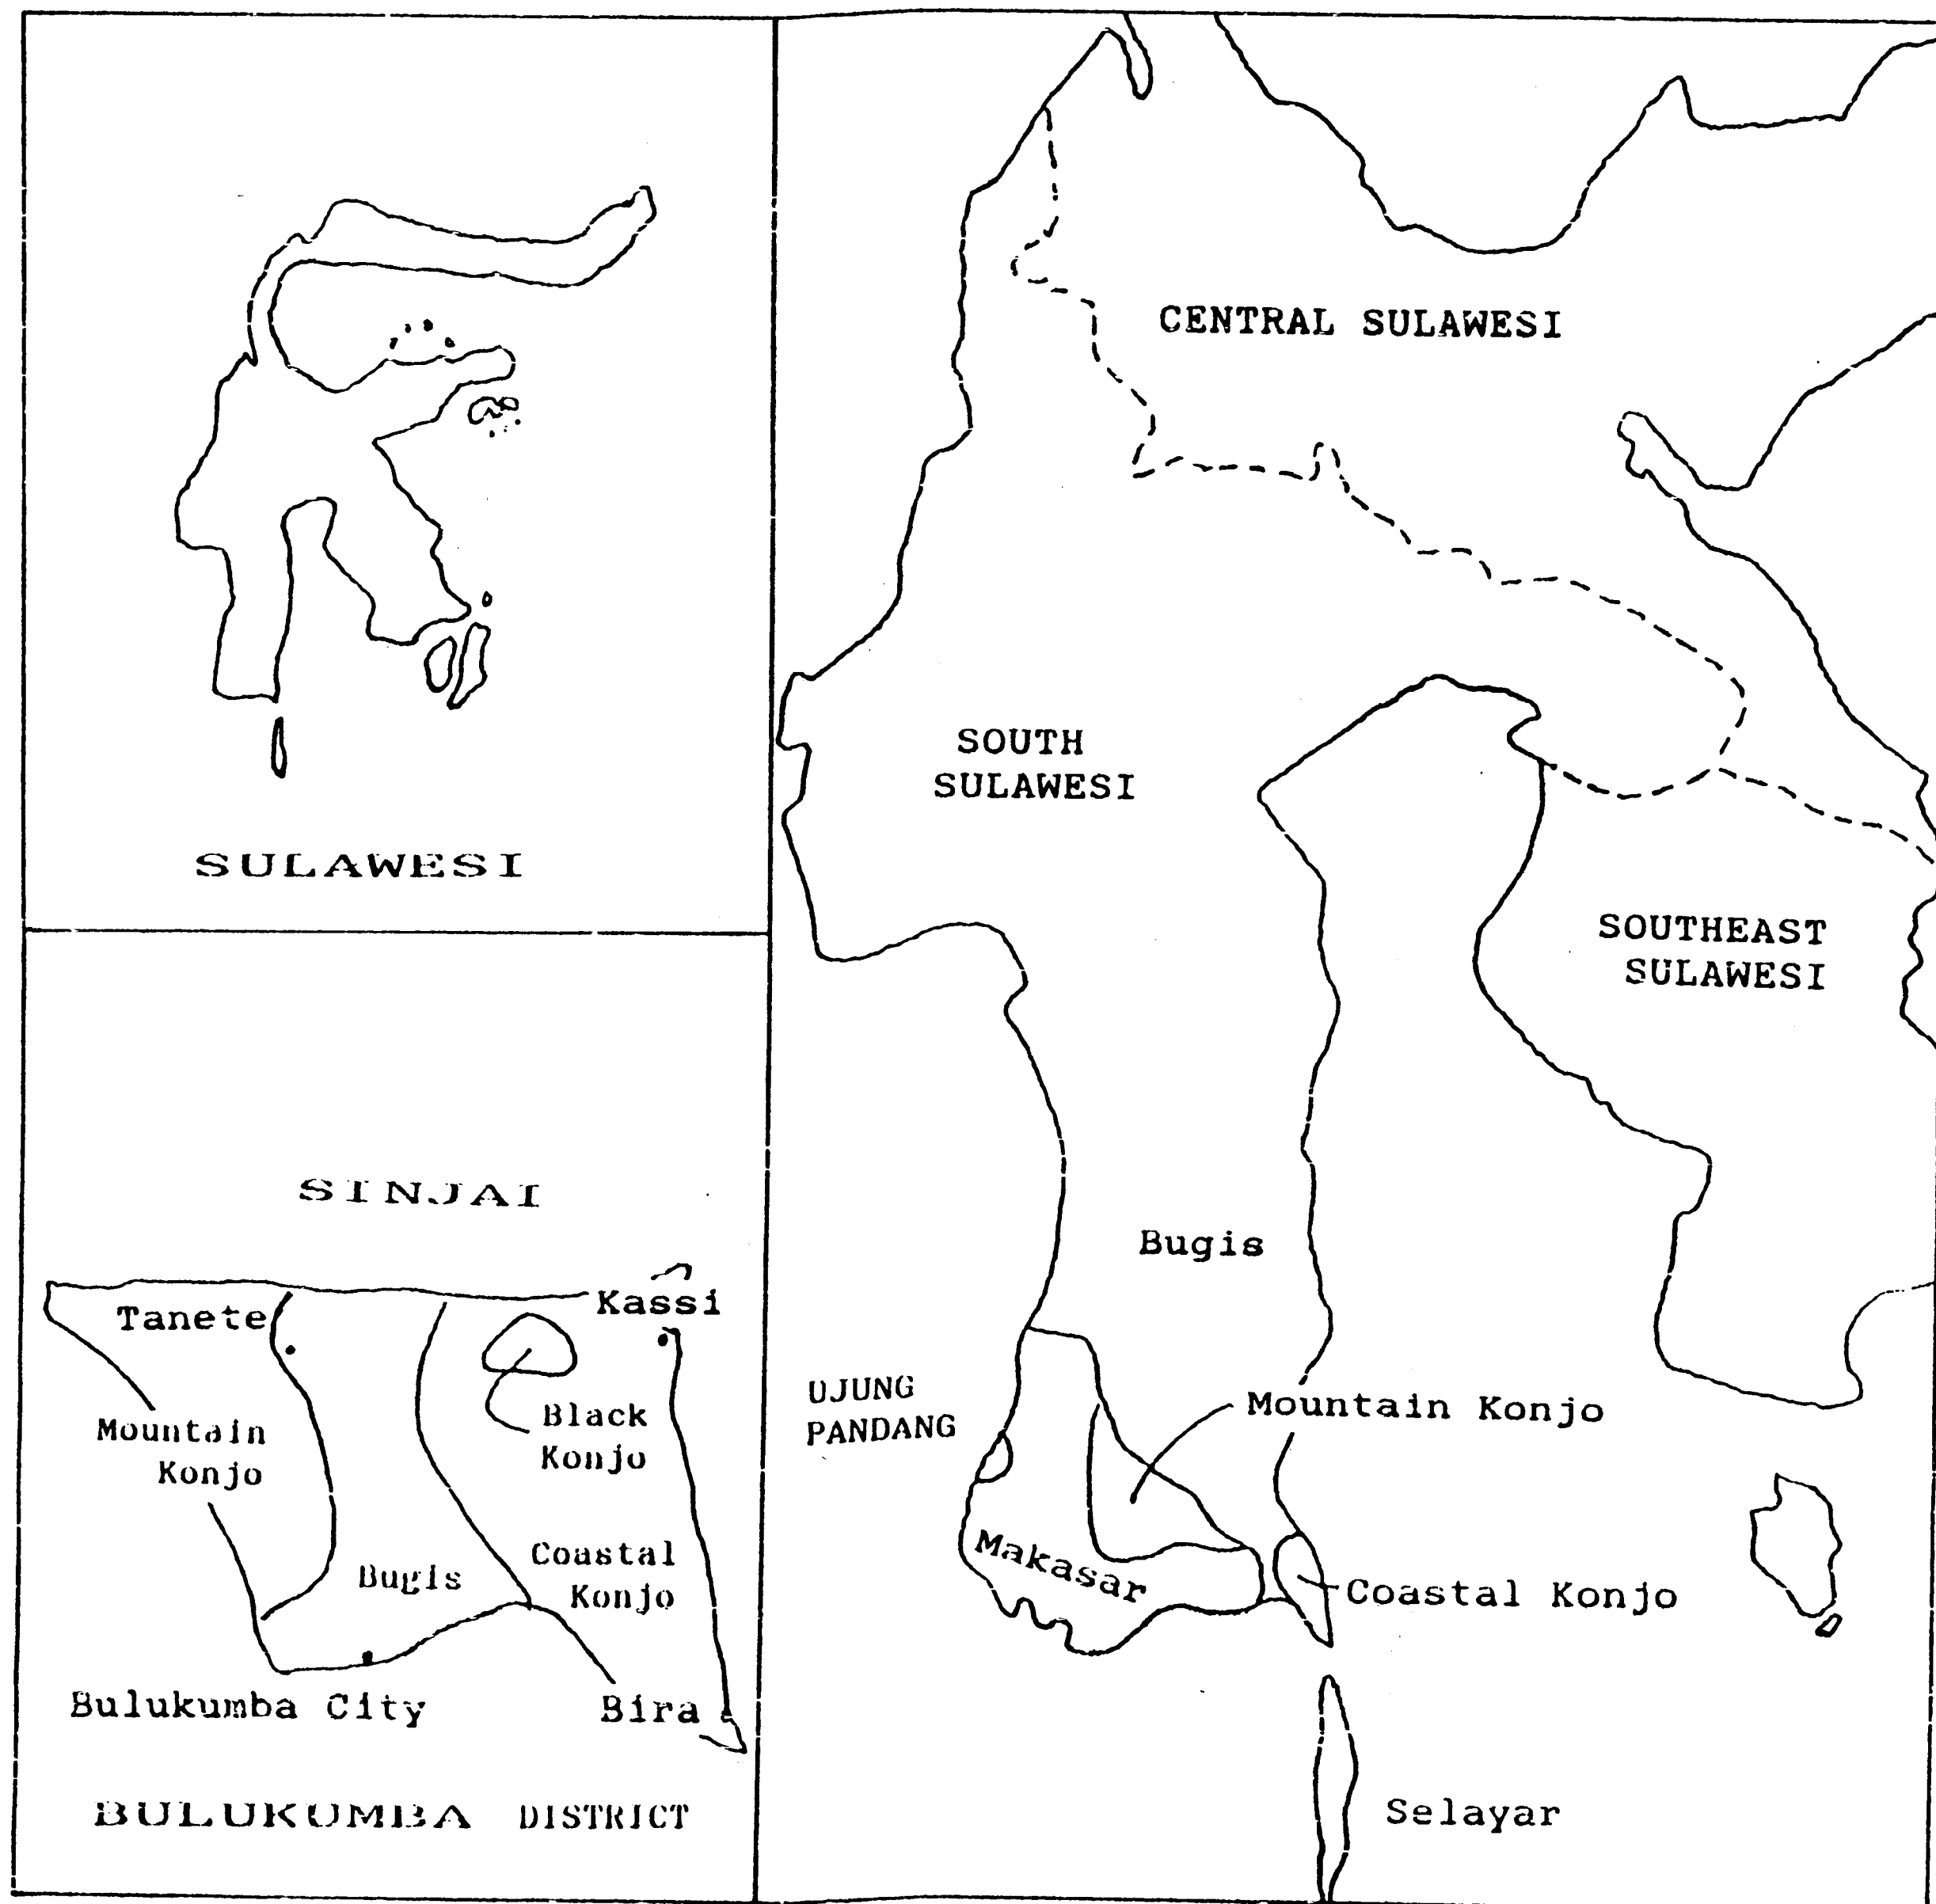 SULAWESI
SINJAI
Tanete
Kassi
Mountain
Konjo
Black
Konjo
Bugis
Coastal
Konjo
Bulukumba City
Bira
BULUKUMBA DISTRICT
CENTRAL SULAWESI
SOUTH
SULAWESI
SOUTHEAST
SULAWESI
Bugis
UJUNG
PANDANG
Mountain Konjo
Makasar
Coastal Konjo
Selayar